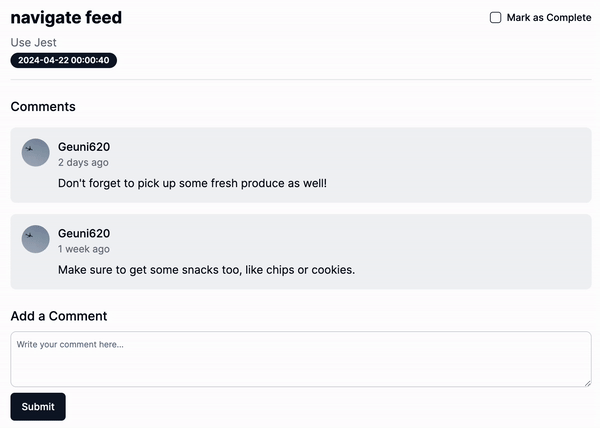 navigate feed
Mark as Complete
Use Jest
2024-04-22 00:00:40
Comments
Geuni620
2 days ago
Don't forget to pick up some fresh produce as well!
Geuni620
1 week ago
Make sure to get some snacks too, like chips or cookies.
Add a Comment
Write your comment here...
Submit